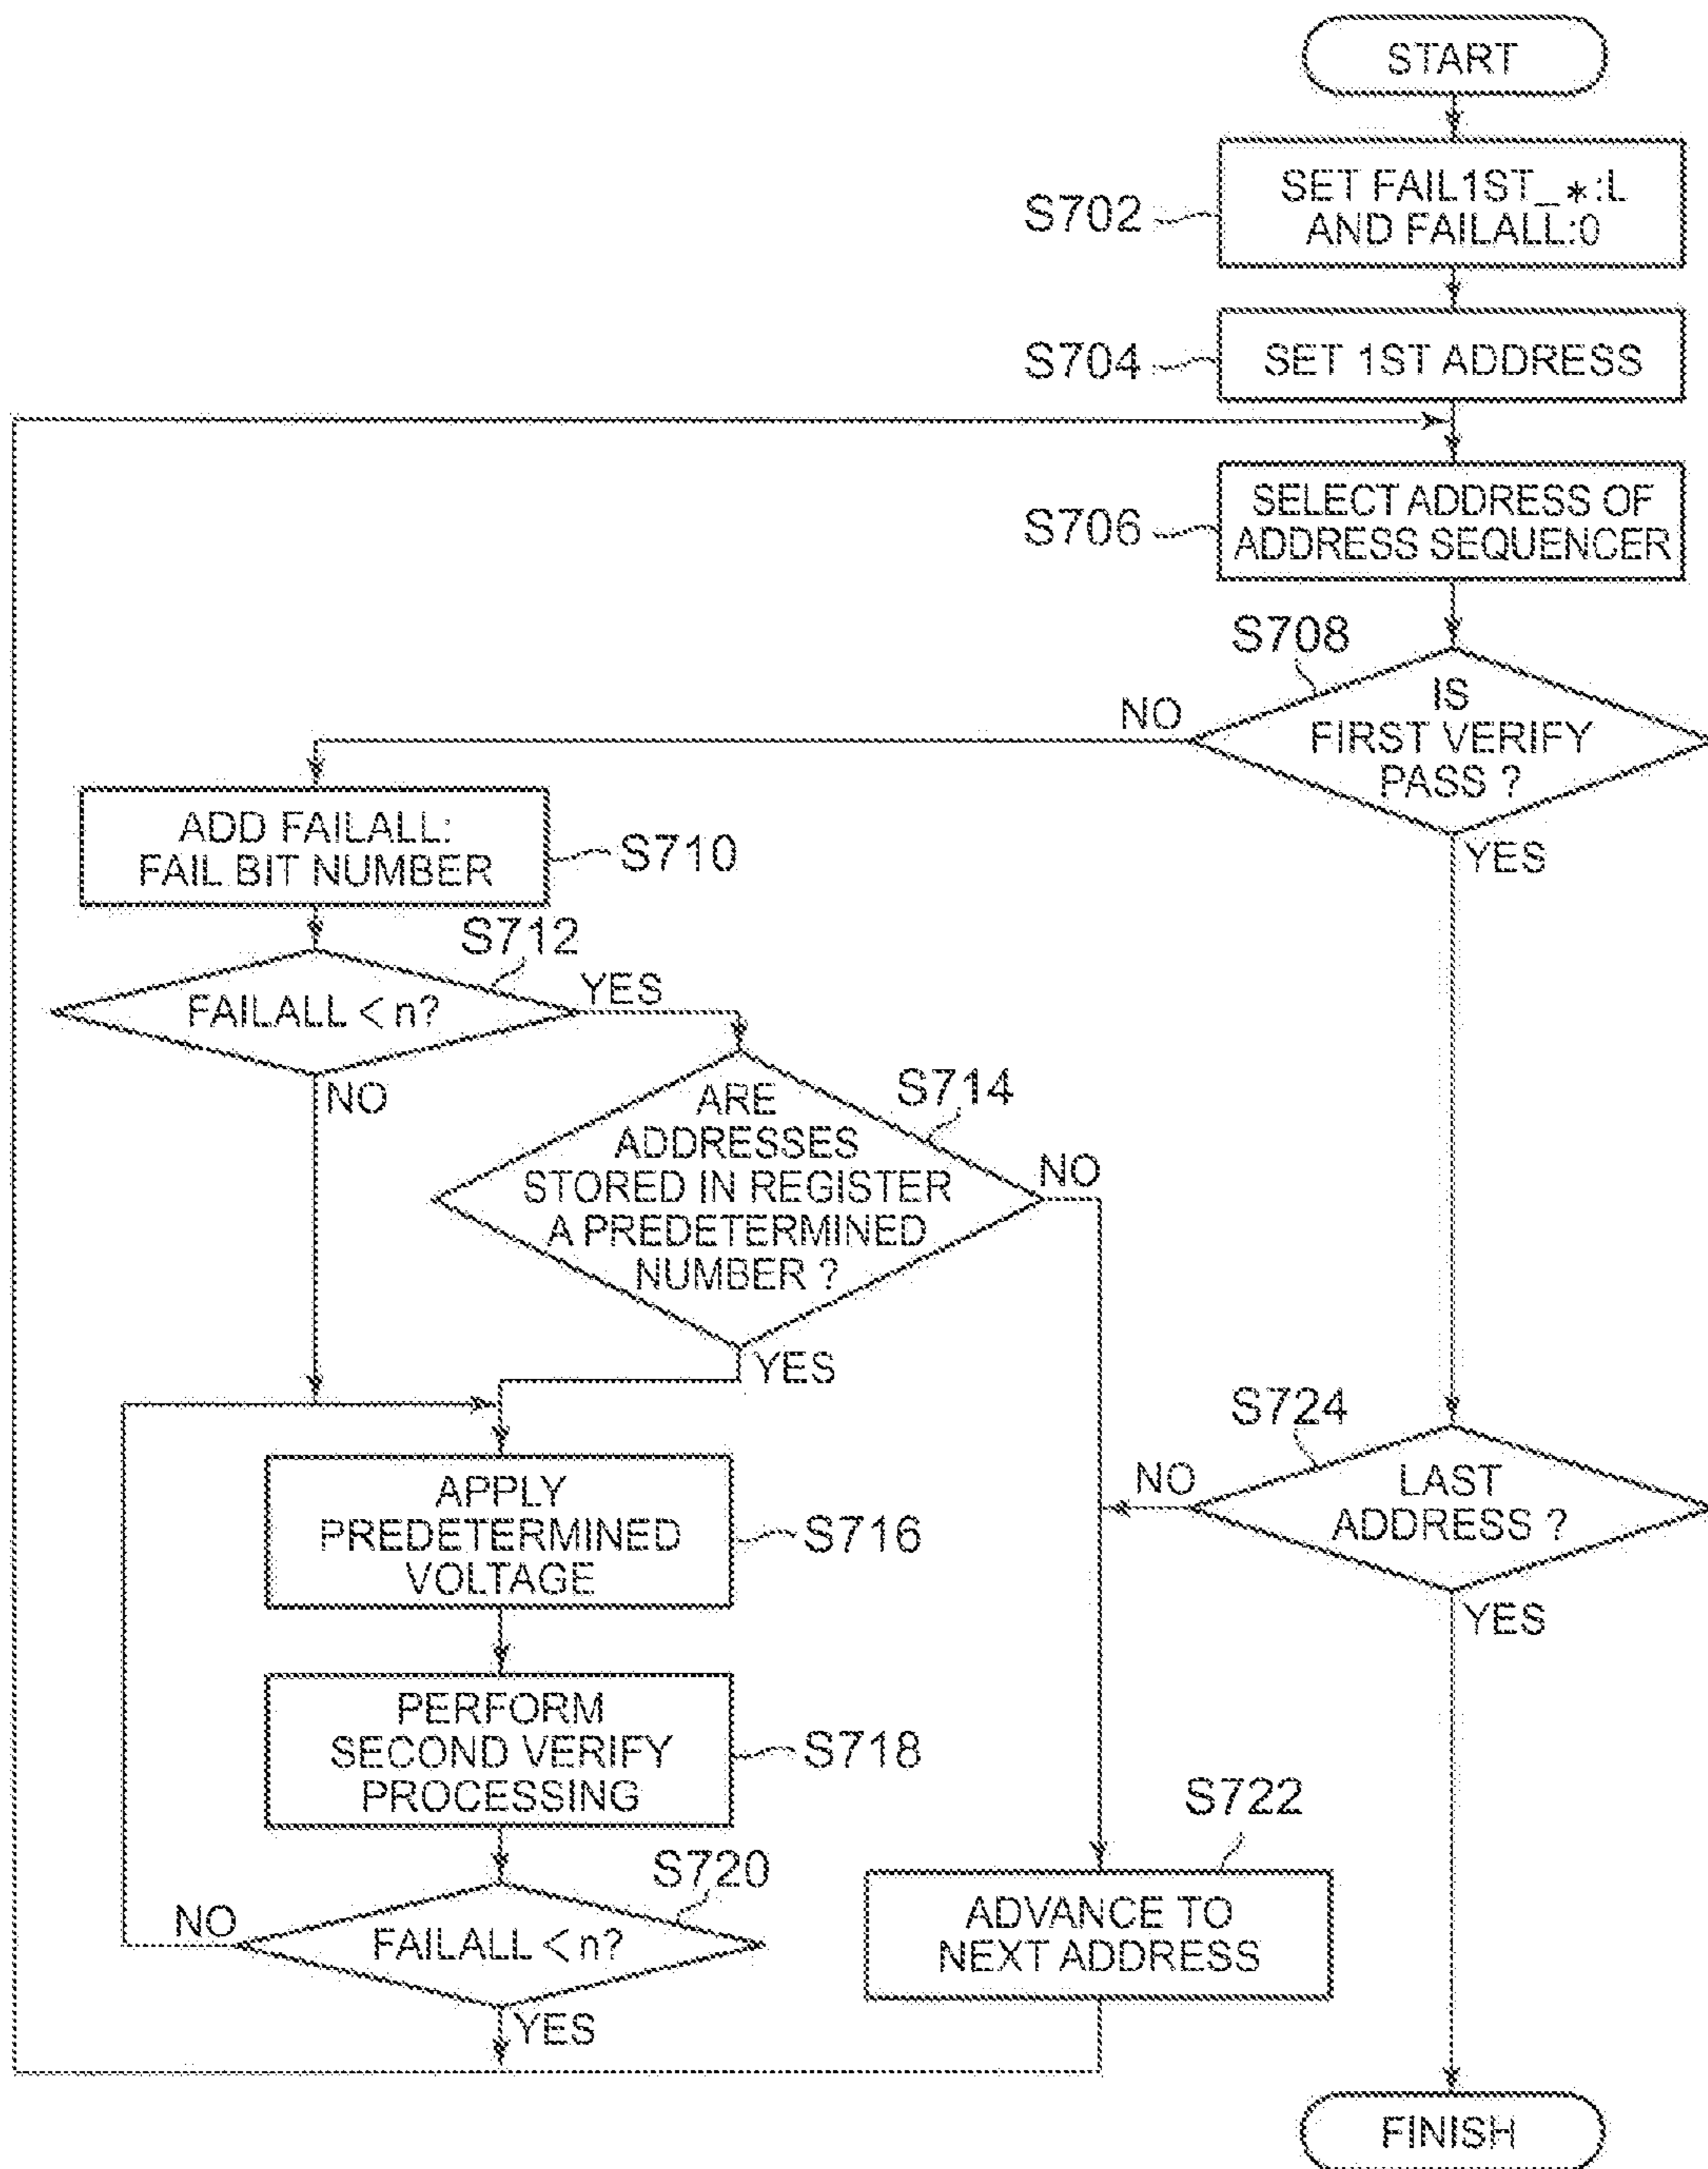 START
S702
SET FAIL1ST_*:L
AND FAILALL:0
S704
SET 1ST ADDRESS
S706
SELECT ADDRESS OF
ADDRESS SEQUENCER
S708
IS
FIRST VERIFY
PASS ?
NO
YES
ADD FAILALL:
FAIL BIT NUMBER
S710
S712
FAILALL < n?
YES
NO
S714
ARE
ADDRESSES
STORED IN REGISTER
A PREDETERMINED
NUMBER ?
NO
YES
S724
LAST
ADDRESS ?
NO
YES
APPLY
PREDETERMINED
VOLTAGE
S716
PERFORM
SECOND VERIFY
PROCESSING
S718
S720
FAILALL < n?
NO
YES
S722
ADVANCE TO
NEXT ADDRESS
FINISH